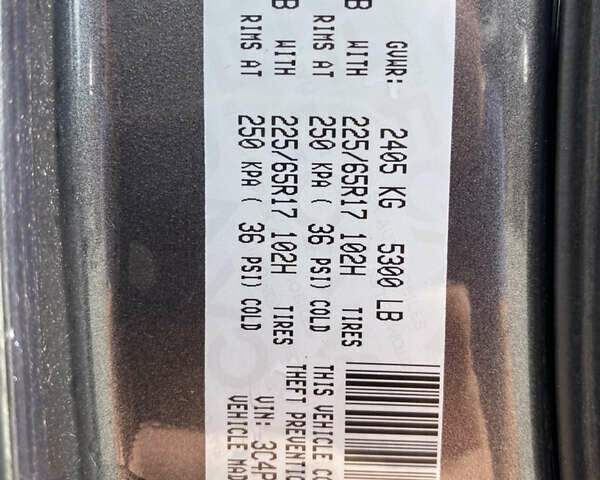 GVWR: 2405 KG 5300 LB
B WITH 225/65R17 102H TIRES
RIMS AT 250 KPA ( 36 PSI) COLD
B WITH 225/65R17 102H TIRES
RIMS AT 250 KPA ( 36 PSI) COLD
THIS VEHICLE CO
THEFT PREVENTIO
VIN: 3C4P
VEHICLE MAD